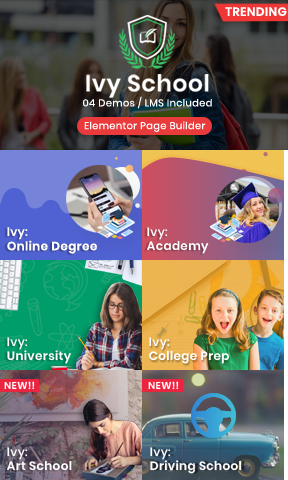 TRENDING
Ivy School
04 Demos / LMS Included
Elementor Page Builder
Ivy:
Online Degree
Ivy:
Academy
Ivy:
University
Ivy:
College Prep
NEW!!
Ivy:
Art School
NEW!!
Ivy:
Driving School